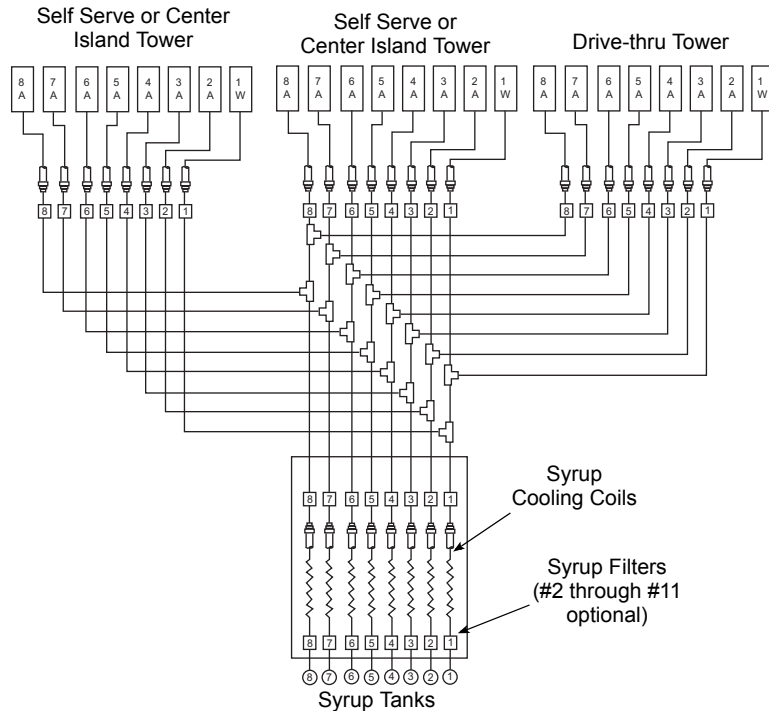 Self Serve or Center
Island Tower
Self Serve or
Center Island Tower
Drive-thru Tower
8 A 7 A 6 A 5 A 4 A 3 A 2 A 1 W
8 A 7 A 6 A 5 A 4 A 3 A 2 A 1 W
8 A 7 A 6 A 5 A 4 A 3 A 2 A 1 W
8 7 6 5 4 3 2 1
8 7 6 5 4 3 2 1
8 7 6 5 4 3 2 1
Syrup
Cooling Coils
8 7 6 5 4 3 2 1
Syrup Filters
(#2 through #11
optional)
8 7 6 5 4 3 2 1
8 7 6 5 4 3 2 1
Syrup Tanks